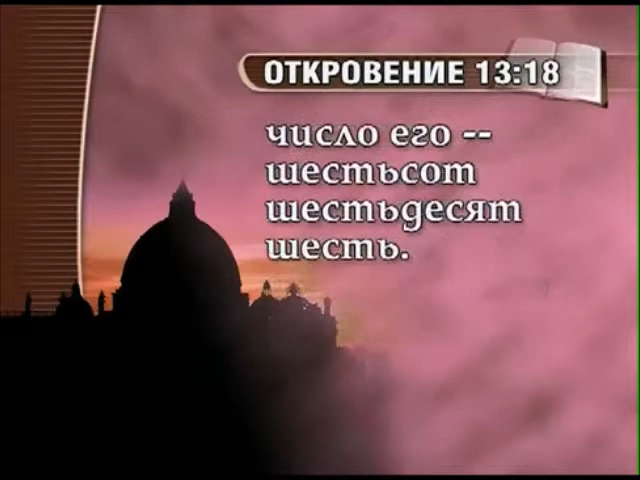 ОТКРОВЕНИЕ 13:18
число его --
шестьсот
шестьдесят
шесть.